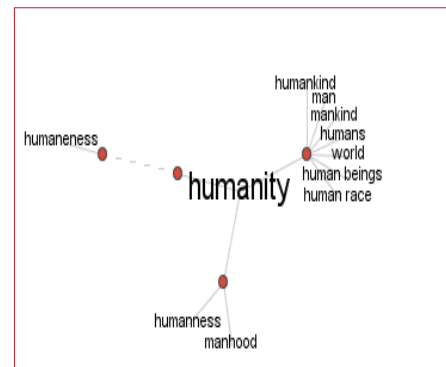 humankind
man
mankind
humaneness
humans
world
humanity
human beings
human race
humanness
manhood